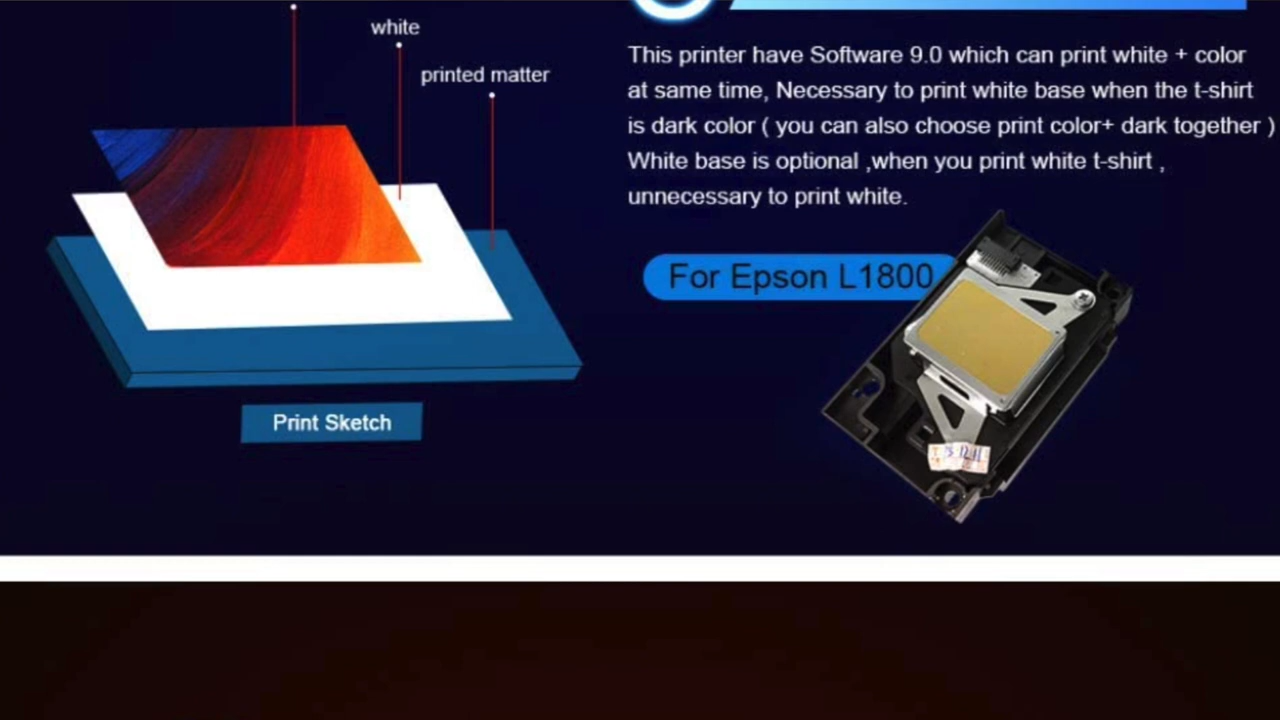 white
printed matter
This printer have Software 9.0 which can print white + color
at same time, Necessary to print white base when the t-shirt
is dark color ( you can also choose print color+ dark together )
White base is optional ,when you print white t-shirt ,
unnecessary to print white.
For Epson L1800
Print Sketch